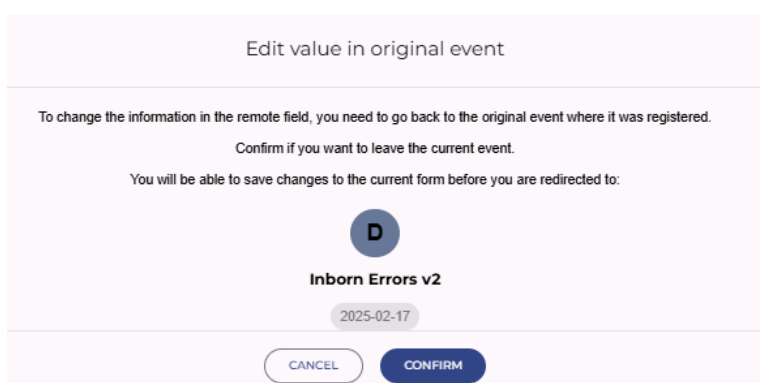 Edit value in original event
To change the information in the remote field, you need to go back to the original event where it was registered.
Confirm if you want to leave the current event.
You will be able to save changes to the current form before you are redirected to:
D
Inborn Errors v2
2025-02-17
CANCEL CONFIRM